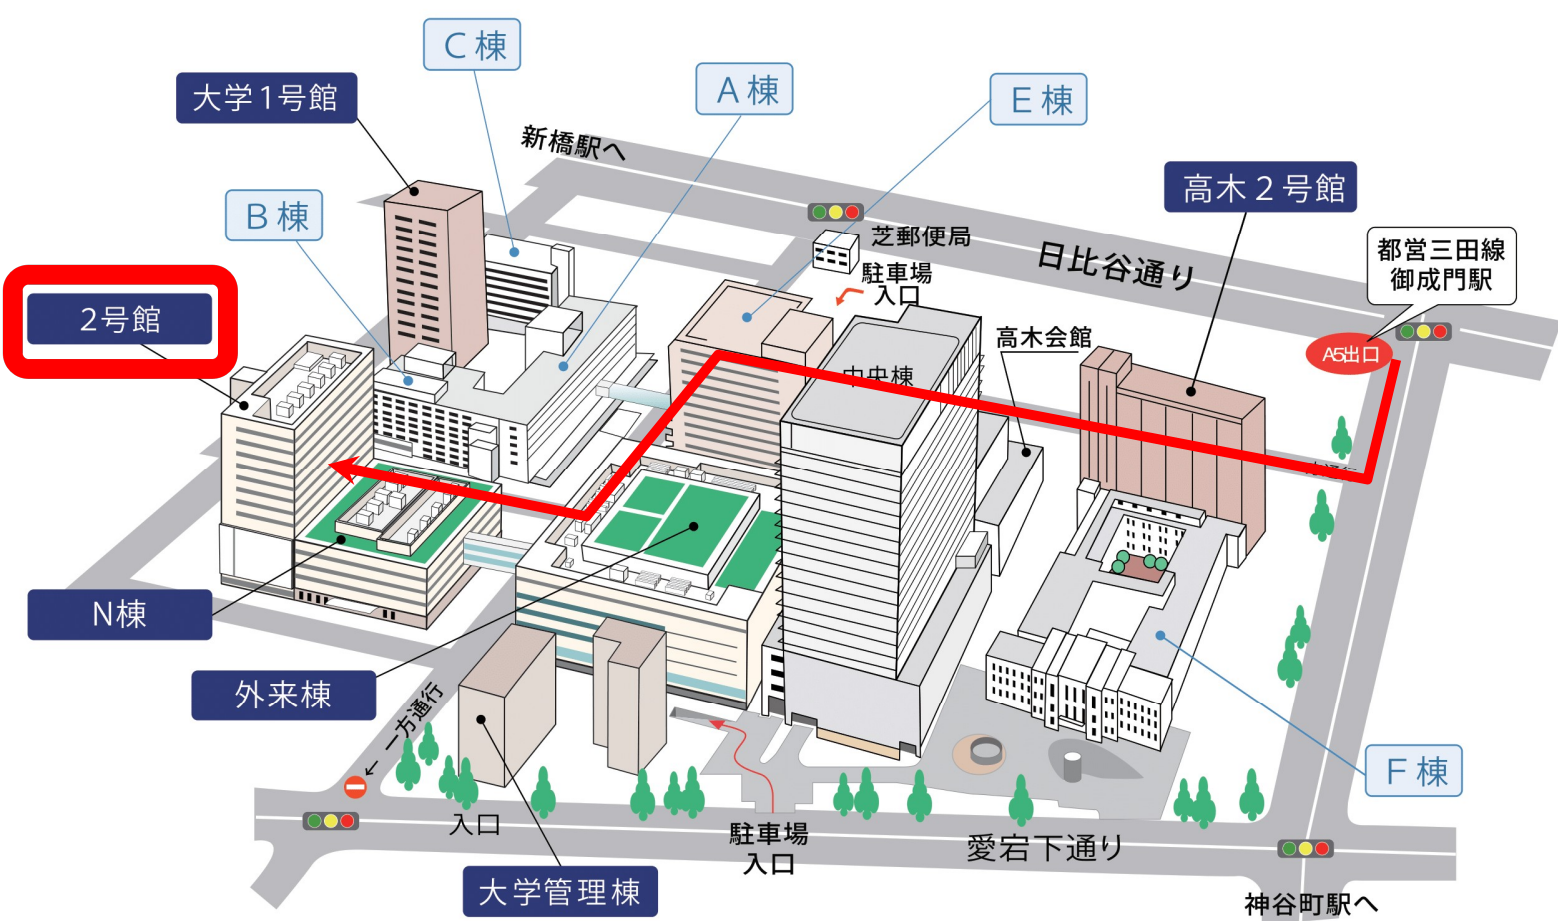 C棟
大学1号館
A棟
E棟
新橋駅へ
高木2号館
B棟
芝郵便局
日比谷通り
都営三田線
御成門駅
駐車場
入口
2号館
高木会館
A5出口
中央棟
N棟
外来棟
←一方通行
F棟
入口
駐車場
入口
愛宕下通り
大学管理棟
神谷町駅へ